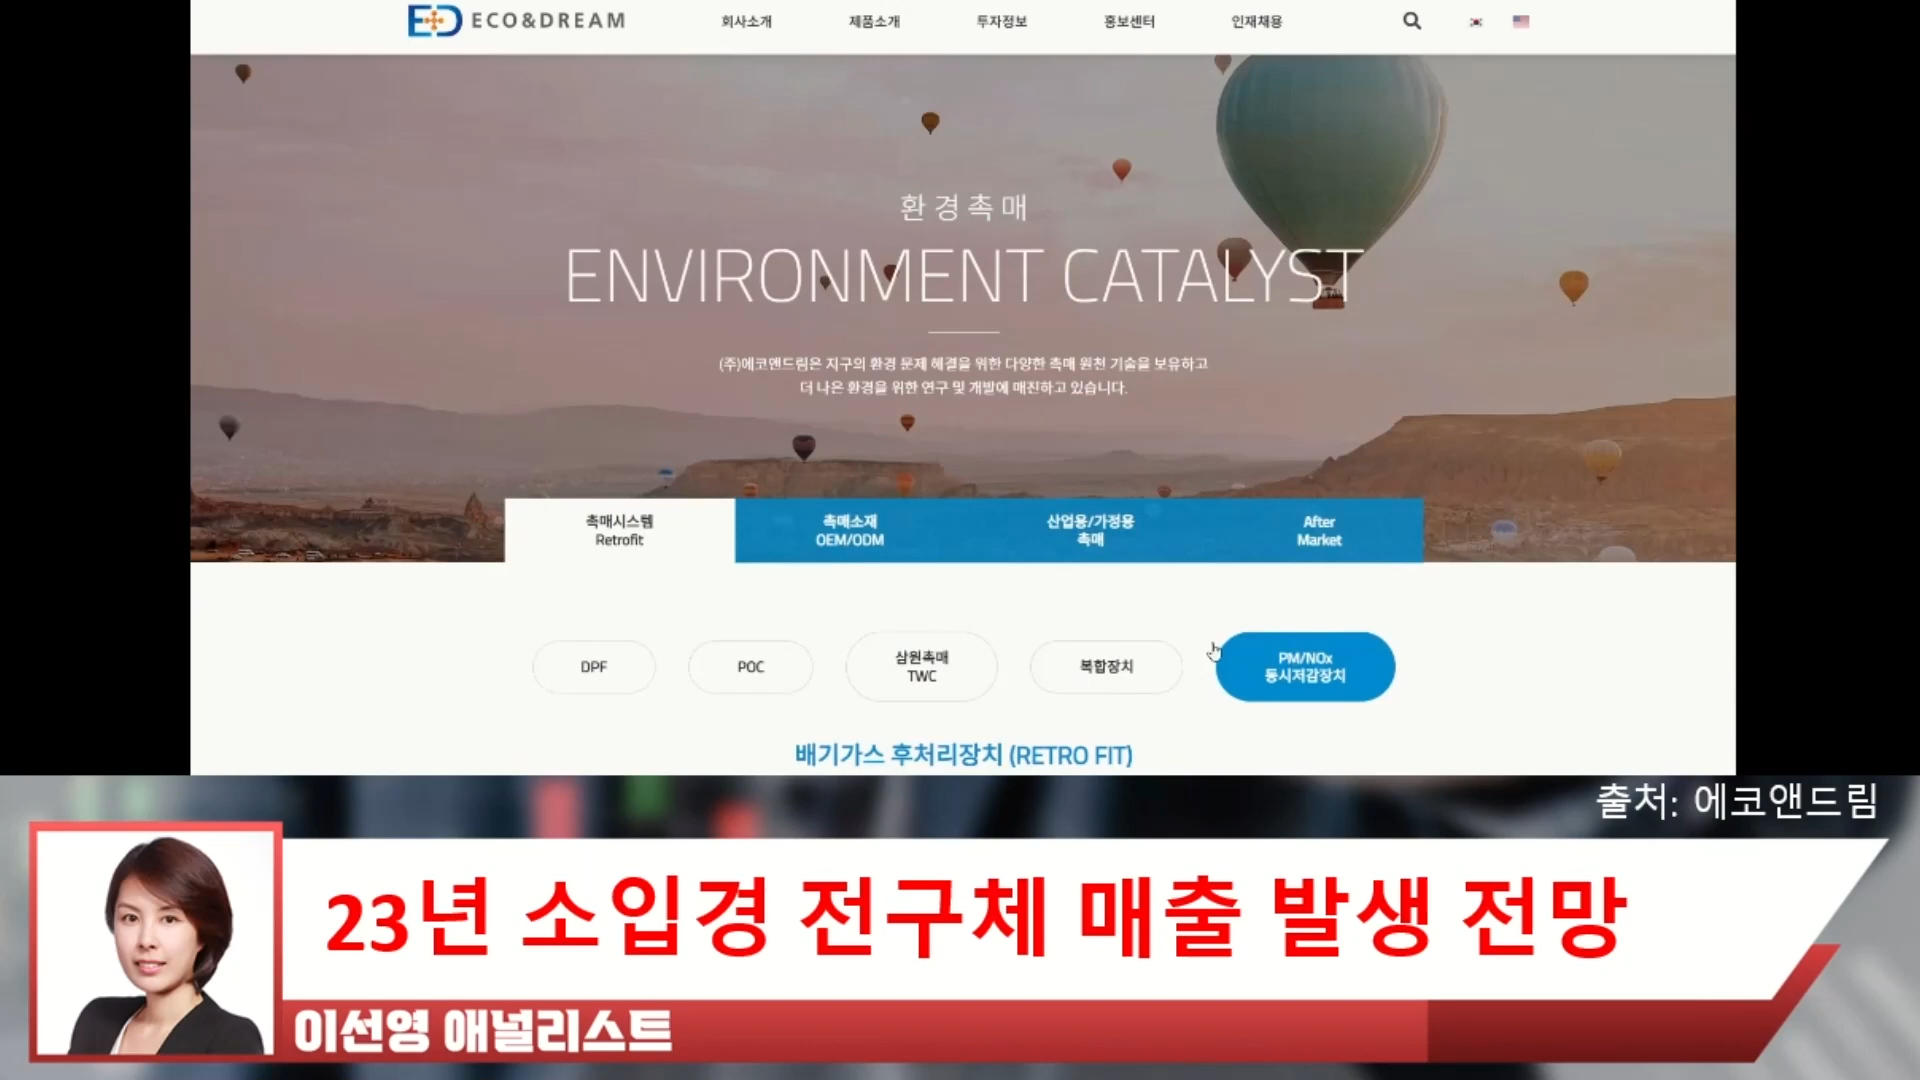 ECO&DREAM
회사소개
제품소개
투자정보
홍보센터
인재채용
환경촉매
ENVIRONMENT CATALYST
(주)에코앤드림은 지구의 환경 문제 해결을 위한 다양한 촉매 원천 기술을 보유하고
더 나은 환경을 위한 연구 및 개발에 매진하고 있습니다.
촉매시스템
Retrofit
촉매소재
OEM/ODM
산업용/가정용
촉매
After
Market
DPF
POC
삼원촉매
TWC
복합장치
PM/NOx
동시저감장치
배기가스 후처리장치 (RETRO FIT)
출처: 에코앤드림
23년 소입경 전구체 매출 발생 전망
이선영 애널리스트